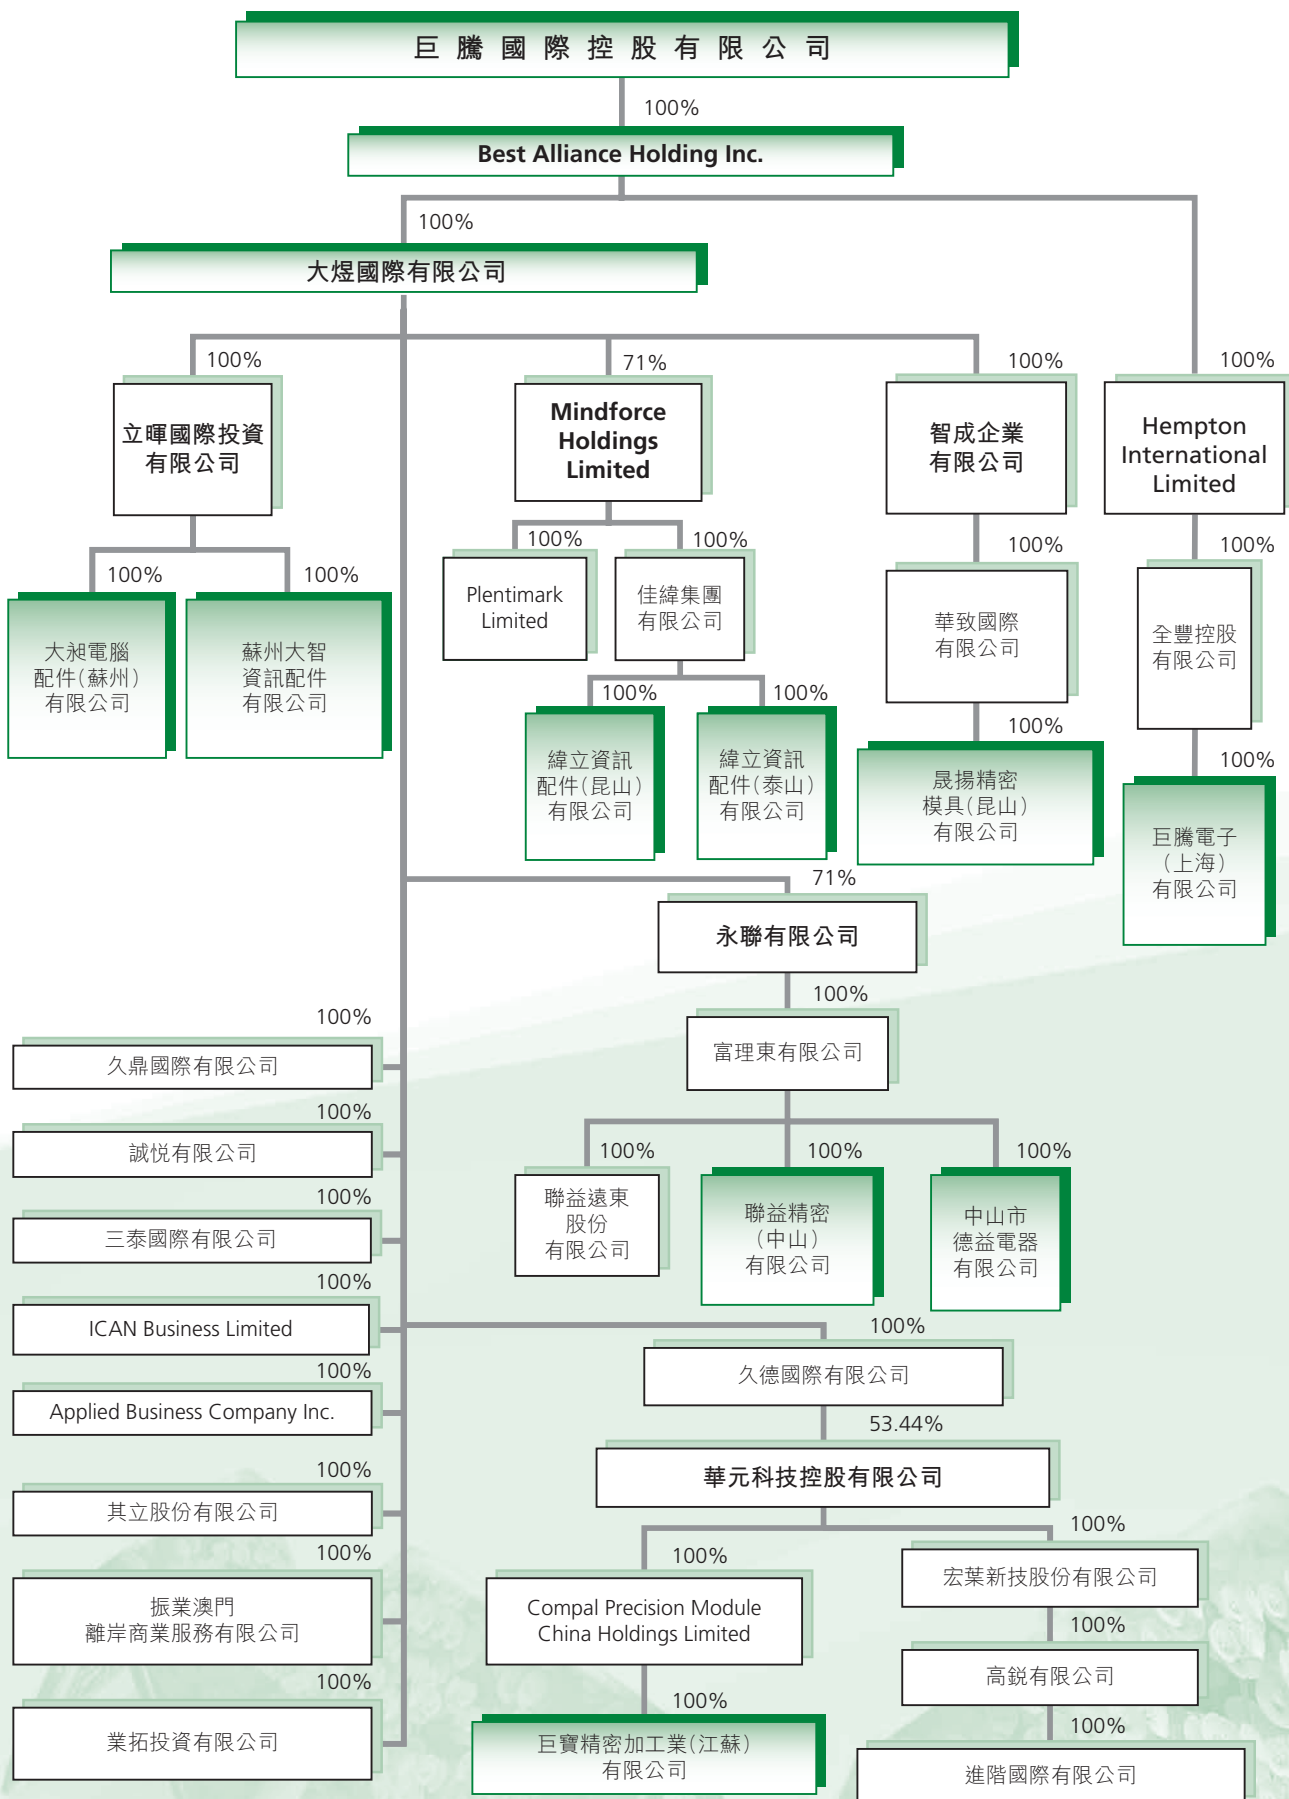 巨騰國際控股有限公司
100%
Best Alliance Holding Inc.
100%
大煜國際有限公司
100%
71%
100%
100%
立暉國際投資
有限公司
Mindforce
Holdings
Limited
智成企業
有限公司
Hempton
International
Limited
100%
100%
100%
100%
100%
100%
Plentimark
Limited
佳緯集團
有限公司
華致國際
有限公司
全豐控股
有限公司
大昶電腦
配件(蘇州)
有限公司
蘇州大智
資訊配件
有限公司
100%
100%
100%
100%
緯立資訊
配件(昆山)
有限公司
緯立資訊
配件(泰山)
有限公司
晟揚精密
模具(昆山)
有限公司
巨騰電子
(上海)
有限公司
71%
永聯有限公司
100%
富理東有限公司
100%
100%
100%
聯益遠東
股份
有限公司
聯益精密
(中山)
有限公司
中山市
德益電器
有限公司
100%
久鼎國際有限公司
100%
誠悦有限公司
100%
三泰國際有限公司
100%
ICAN Business Limited
100%
Applied Business Company Inc.
100%
其立股份有限公司
100%
振業澳門
離岸商業服務有限公司
100%
業拓投資有限公司
100%
久德國際有限公司
53.44%
華元科技控股有限公司
100%
100%
Compal Precision Module
China Holdings Limited
宏葉新技股份有限公司
100%
高鋭有限公司
100%
100%
巨寶精密加工業(江蘇)
有限公司
進階國際有限公司